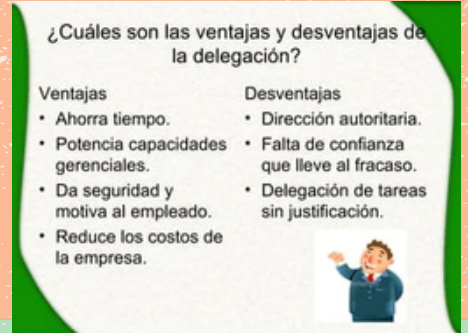 ¿Cuáles son las ventajas y desventajas de
la delegación?
Ventajas
• Ahorra tiempo.
• Potencia capacidades
gerenciales.
• Da seguridad y
motiva al empleado.
• Reduce los costos de
la empresa.
Desventajas
• Dirección autoritaria.
• Falta de confianza
que lleve al fracaso.
• Delegación de tareas
sin justificación.